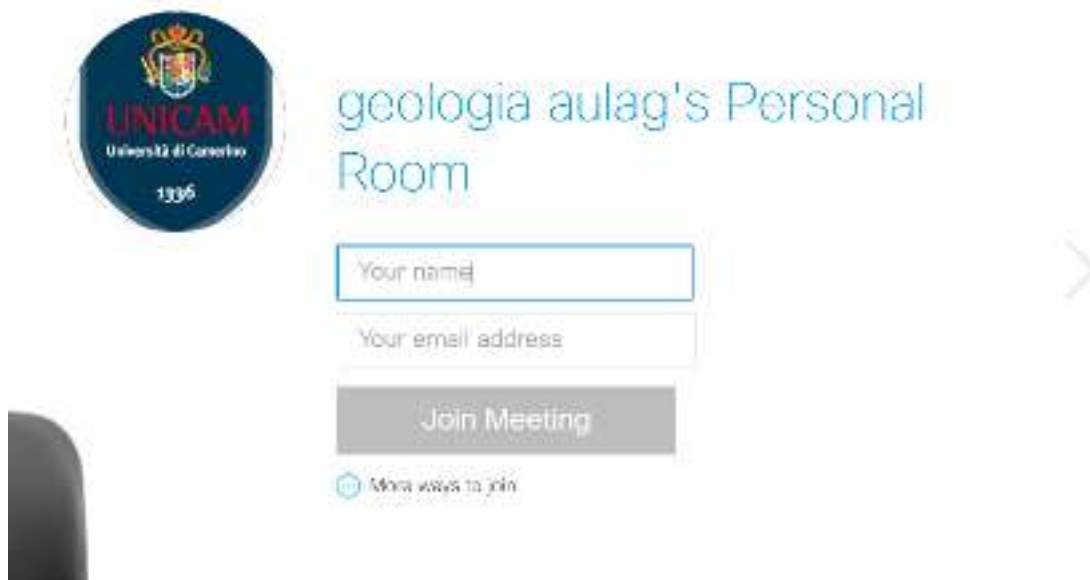 UNICAM
Università di Camerino
1336
geologia aulag's Personal
Room
Your name
Your email address
Join Meeting
More ways to join